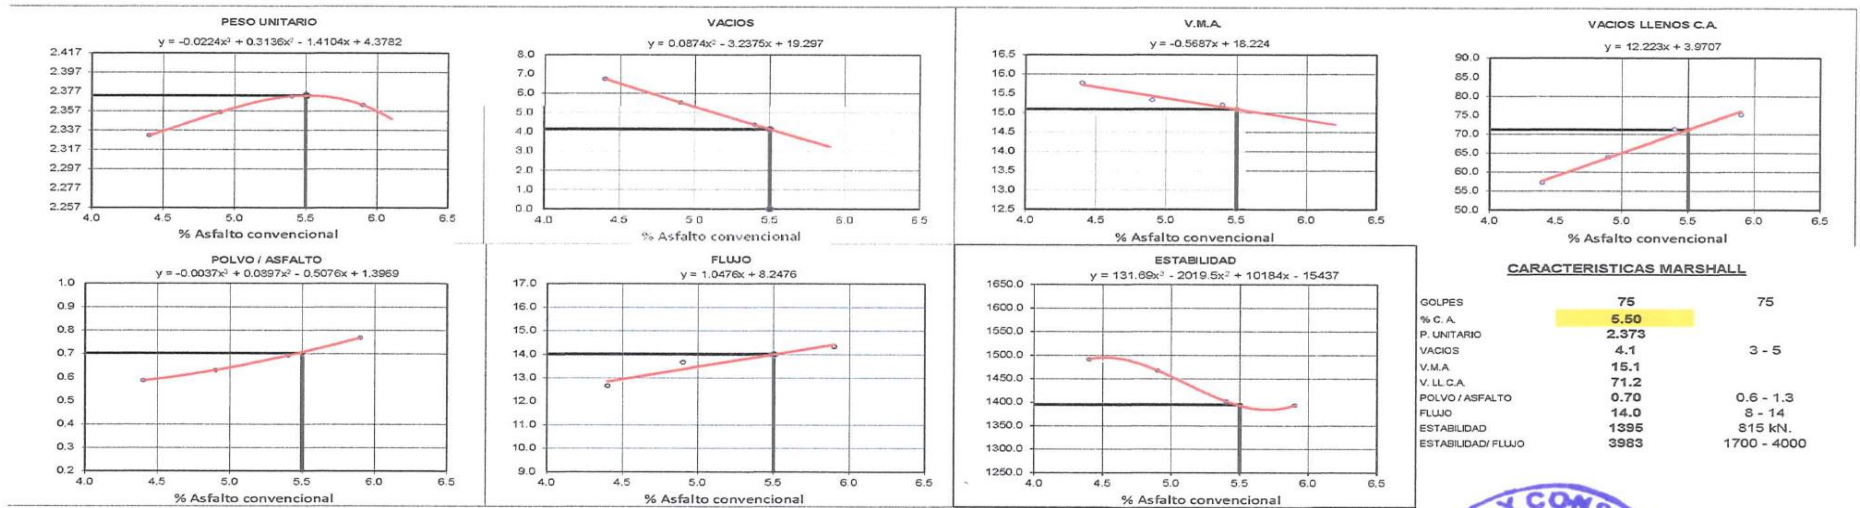 PESO UNITARIO
y = -0.0224x³ + 0.3136x² - 1.4104x + 4.3782
2.417
2.397
2.377
2.357
2.337
2.317
2.297
2.277
2.257
4.0 4.5 5.0 5.5 6.0 6.5
% Asfalto convencional
VACIOS
y = 0.0874x² - 3.2375x + 19.297
8.0
7.0
6.0
5.0
4.0
3.0
2.0
1.0
0.0
4.0 4.5 5.0 5.5 6.0 6.5
% Asfalto convencional
V.M.A.
y = -0.5687x + 18.224
16.5
16.0
15.5
15.0
14.5
14.0
13.5
13.0
12.5
4.0 4.5 5.0 5.5 6.0 6.5
% Asfalto convencional
VACIOS LLENOS C.A.
y = 12.223x + 3.9707
90.0
85.0
80.0
75.0
70.0
65.0
60.0
55.0
50.0
4.0 4.5 5.0 5.5 6.0 6.5
% Asfalto convencional
POLVO / ASFALTO
y = -0.0037x³ + 0.0897x² - 0.5076x + 1.3969
1.0
0.9
0.8
0.7
0.6
0.5
0.4
0.3
0.2
4.0 4.5 5.0 5.5 6.0 6.5
% Asfalto convencional
FLUJO
y = 1.0476x + 8.2476
17.0
16.0
15.0
14.0
13.0
12.0
11.0
10.0
9.0
4.0 4.5 5.0 5.5 6.0 6.5
% Asfalto convencional
ESTABILIDAD
y = 131.69x³ - 2019.5x² + 10184x - 15437
1650.0
1600.0
1550.0
1500.0
1450.0
1400.0
1350.0
1300.0
1250.0
4.0 4.5 5.0 5.5 6.0 6.5
% Asfalto convencional
CARACTERISTICAS MARSHALL
GOLPES 75 75
% C. A. 5.50
P. UNITARIO 2.373
VACIOS 4.1 3 - 5
V.M.A. 15.1
V. LL.C.A. 71.2
POLVO / ASFALTO 0.70 0.6 - 1.3
FLUJO 14.0 8 - 14
ESTABILIDAD 1395 815 kN.
ESTABILIDAD/ FLUJO 3983 1700 - 4000
Y CONS